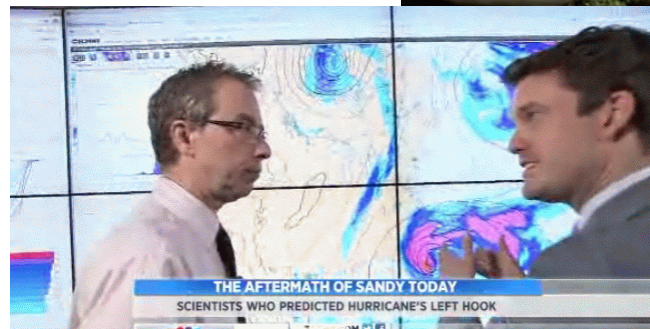 THE AFTERMATH OF SANDY TODAY
SCIENTISTS WHO PREDICTED HURRICANE'S LEFT HOOK